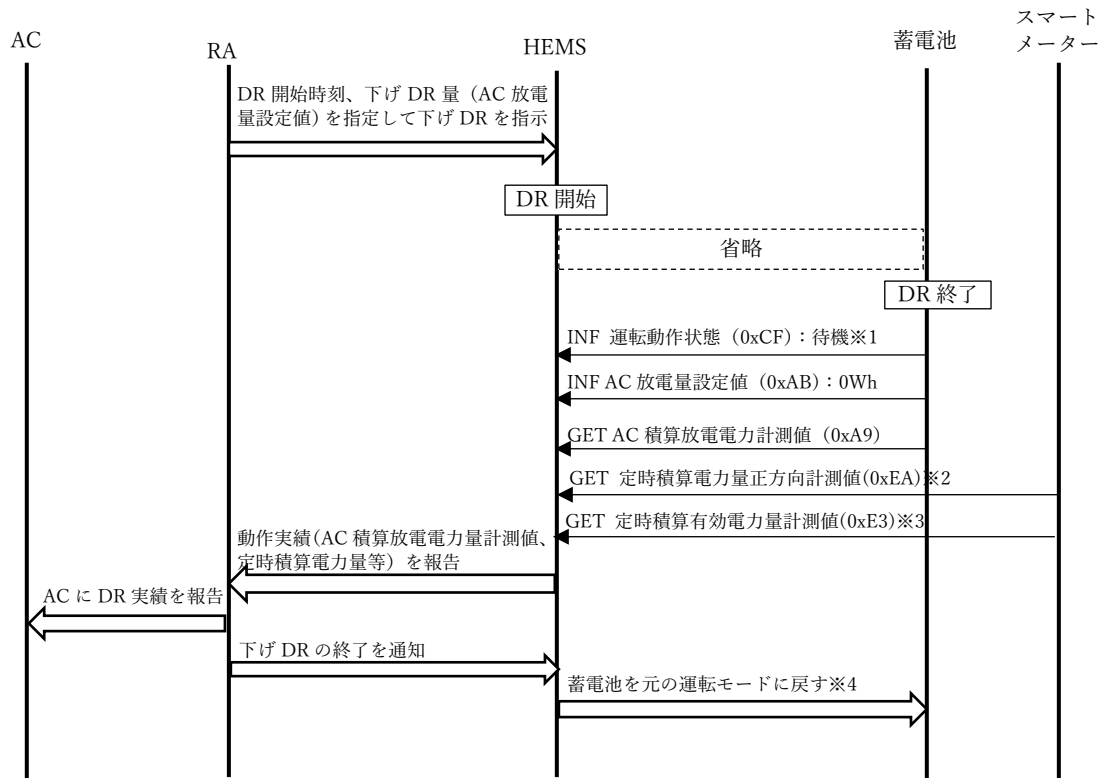 AC
RA
HEMS
蓄電池
スマート
メーター
DR 開始時刻、下げ DR 量（AC 放電
量設定値）を指定して下げ DR を指示
DR 開始
省略
DR 終了
INF 運転動作状態（0xCF）：待機※1
INF AC 放電量設定値（0xAB）：0Wh
GET AC 積算放電電力計測値（0xA9）
GET 定時積算電力量正方向計測値(0xEA)※2
GET 定時積算有効電力量計測値(0xE3)※3
動作実績(AC 積算放電電力量計測値、
定時積算電力量等）を報告
AC に DR 実績を報告
下げ DR の終了を通知
蓄電池を元の運転モードに戻す※4